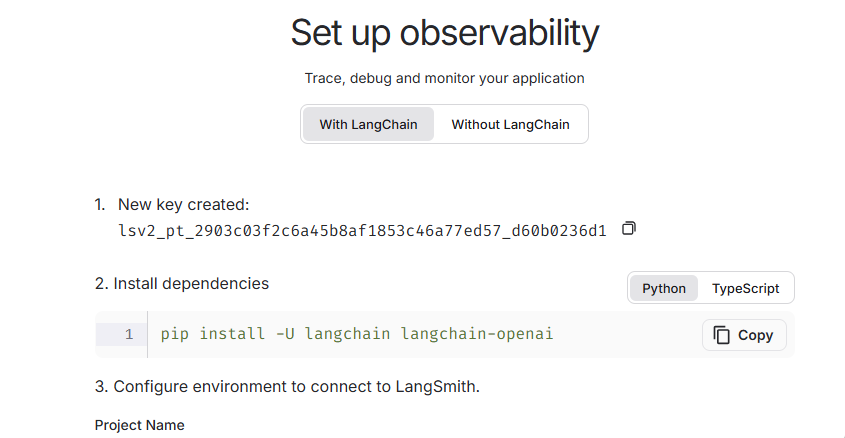 Set up observability
Trace, debug and monitor your application
With LangChain Without LangChain
1. New key created:
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
2. Install dependencies
Python TypeScript
1 pip install -U langchain langchain-openai Copy
3. Configure environment to connect to LangSmith.
Project Name